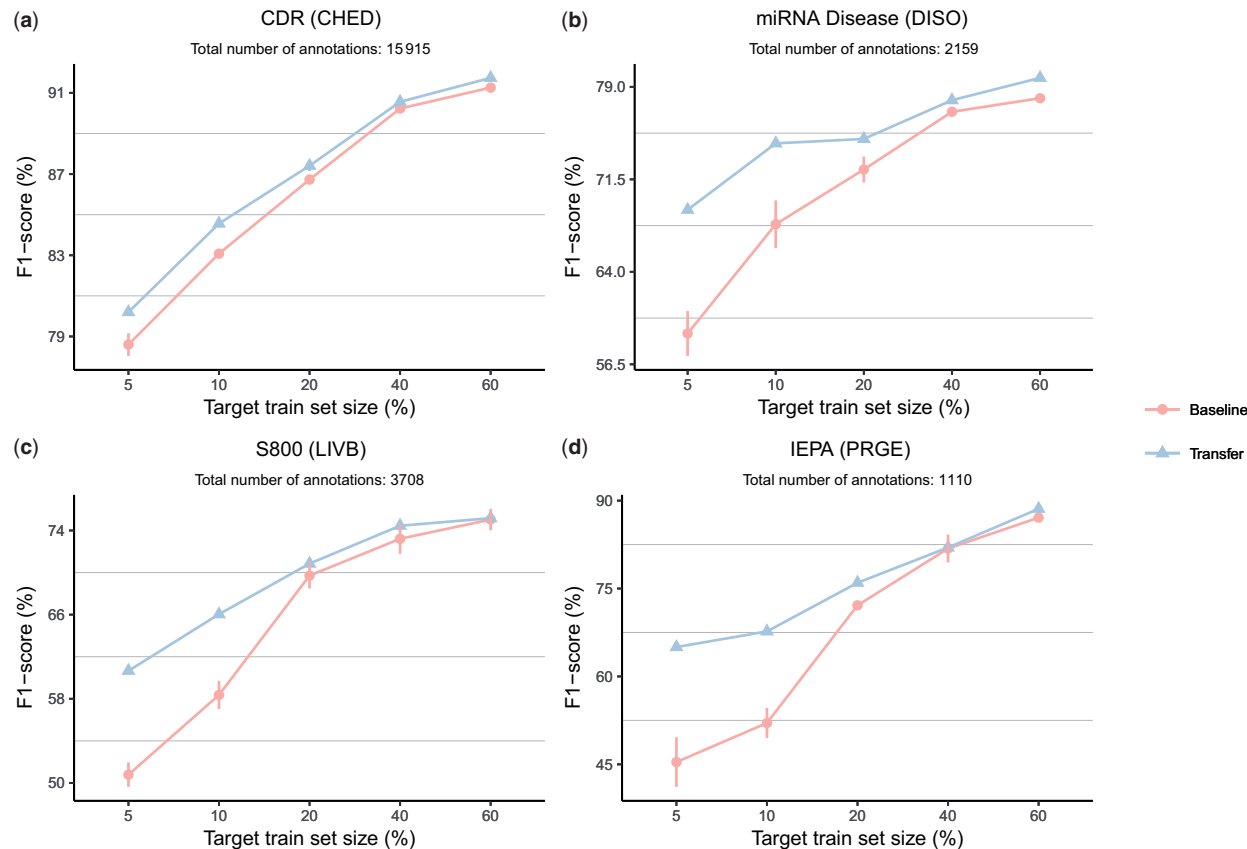 (a)
CDR (CHED)
Total number of annotations: 15 915
91
87
83
79
F1−score (%)
5 10 20 40 60
Target train set size (%)
(b)
miRNA Disease (DISO)
Total number of annotations: 2159
79.0
71.5
64.0
56.5
F1−score (%)
5 10 20 40 60
Target train set size (%)
Baseline
Transfer
(c)
S800 (LIVB)
Total number of annotations: 3708
74
66
58
50
F1−score (%)
5 10 20 40 60
Target train set size (%)
(d)
IEPA (PRGE)
Total number of annotations: 1110
90
75
60
45
F1−score (%)
5 10 20 40 60
Target train set size (%)